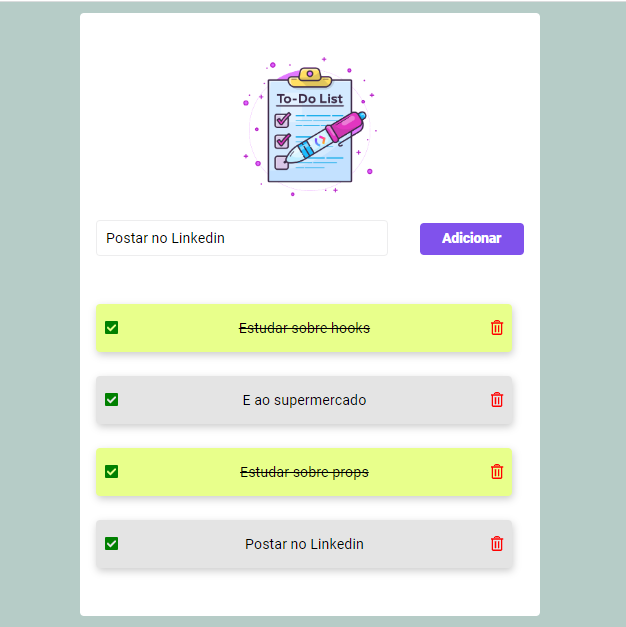 To-Do List
Postar no Linkedin
Adicionar
Estudar sobre hooks
E ao supermercado
Estudar sobre props
Postar no Linkedin